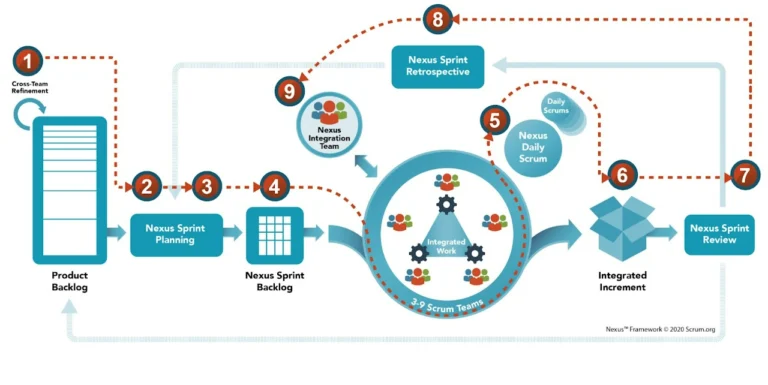 8
1
Nexus Sprint
Retrospective
Cross-Team
Refinement
9
Nexus
Integration
Team
5
Daily
Scrums
Nexus
Daily
Scrum
2
3
4
6
7
Nexus Sprint
Planning
Integrated
Work
Nexus Sprint
Review
Product
Backlog
Nexus Sprint
Backlog
3-9 Scrum Teams
Integrated
Increment
Nexus™ Framework © 2020 Scrum.org